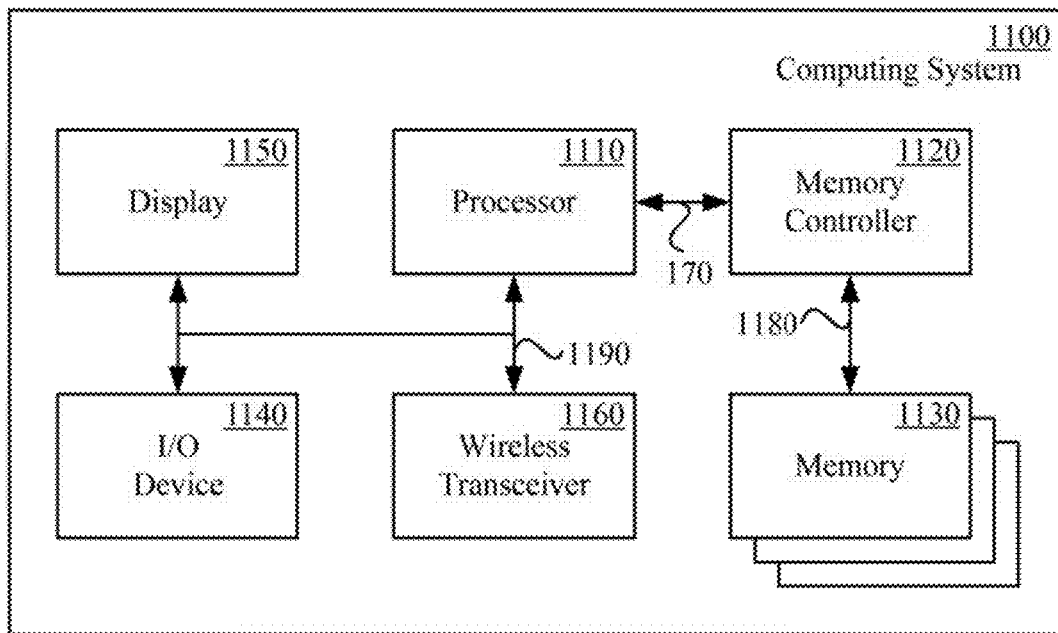 1100
Computing System
1150
Display
1110
Processor
1120
Memory
Controller
170
1180
1190
1140
I/O
Device
1160
Wireless
Transceiver
1130
Memory